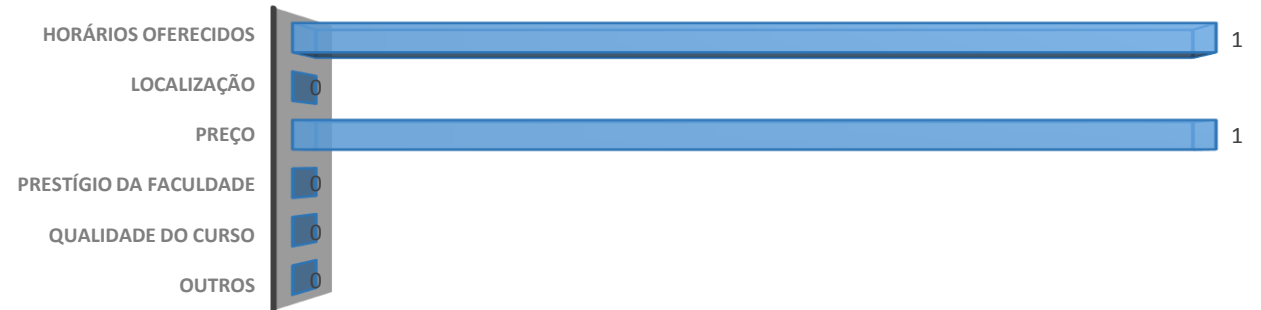 HORÁRIOS OFERECIDOS 1
LOCALIZAÇÃO 0
PREÇO 1
PRESTÍGIO DA FACULDADE 0
QUALIDADE DO CURSO 0
OUTROS 0